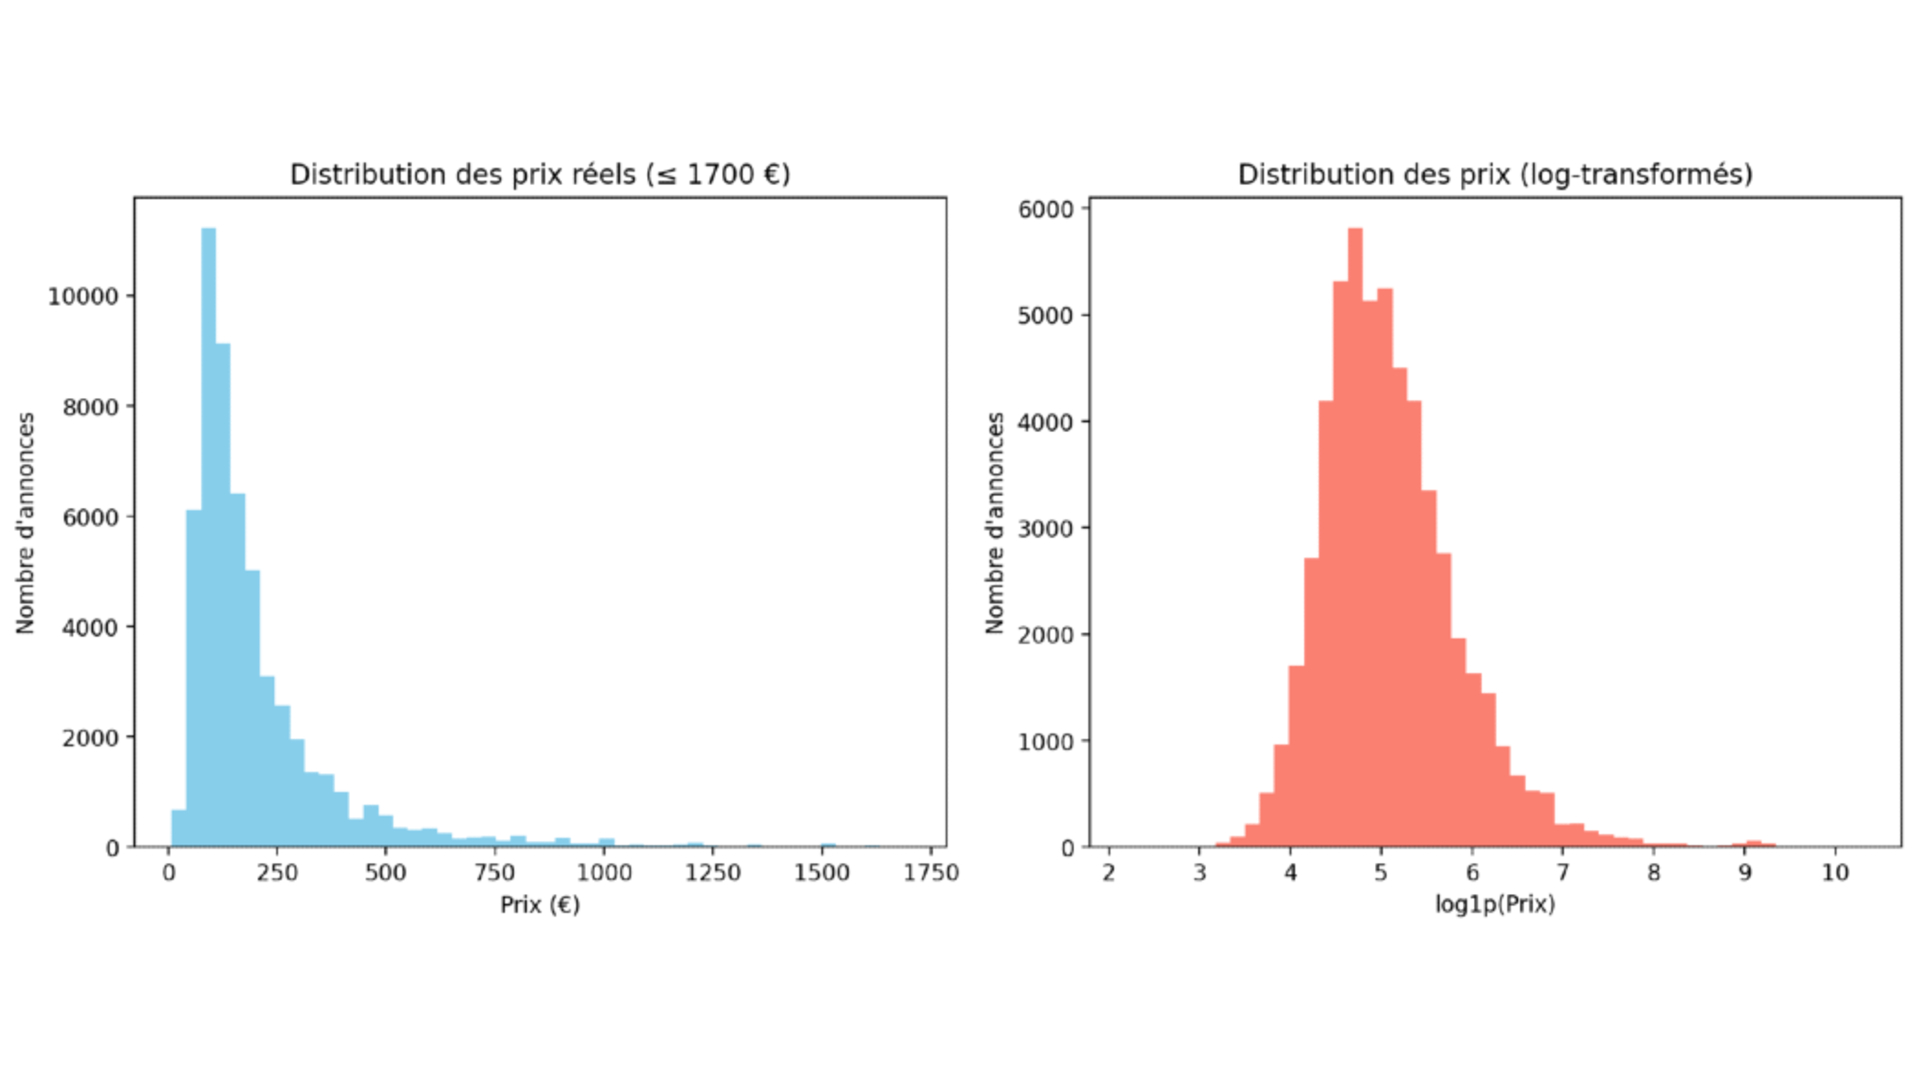 Distribution des prix réels (≤ 1700 €)
Nombre d'annonces
10000
8000
6000
4000
2000
0
0 250 500 750 1000 1250 1500 1750
Prix (€)
Distribution des prix (log-transformés)
Nombre d'annonces
6000
5000
4000
3000
2000
1000
0
2 3 4 5 6 7 8 9 10
log1p(Prix)